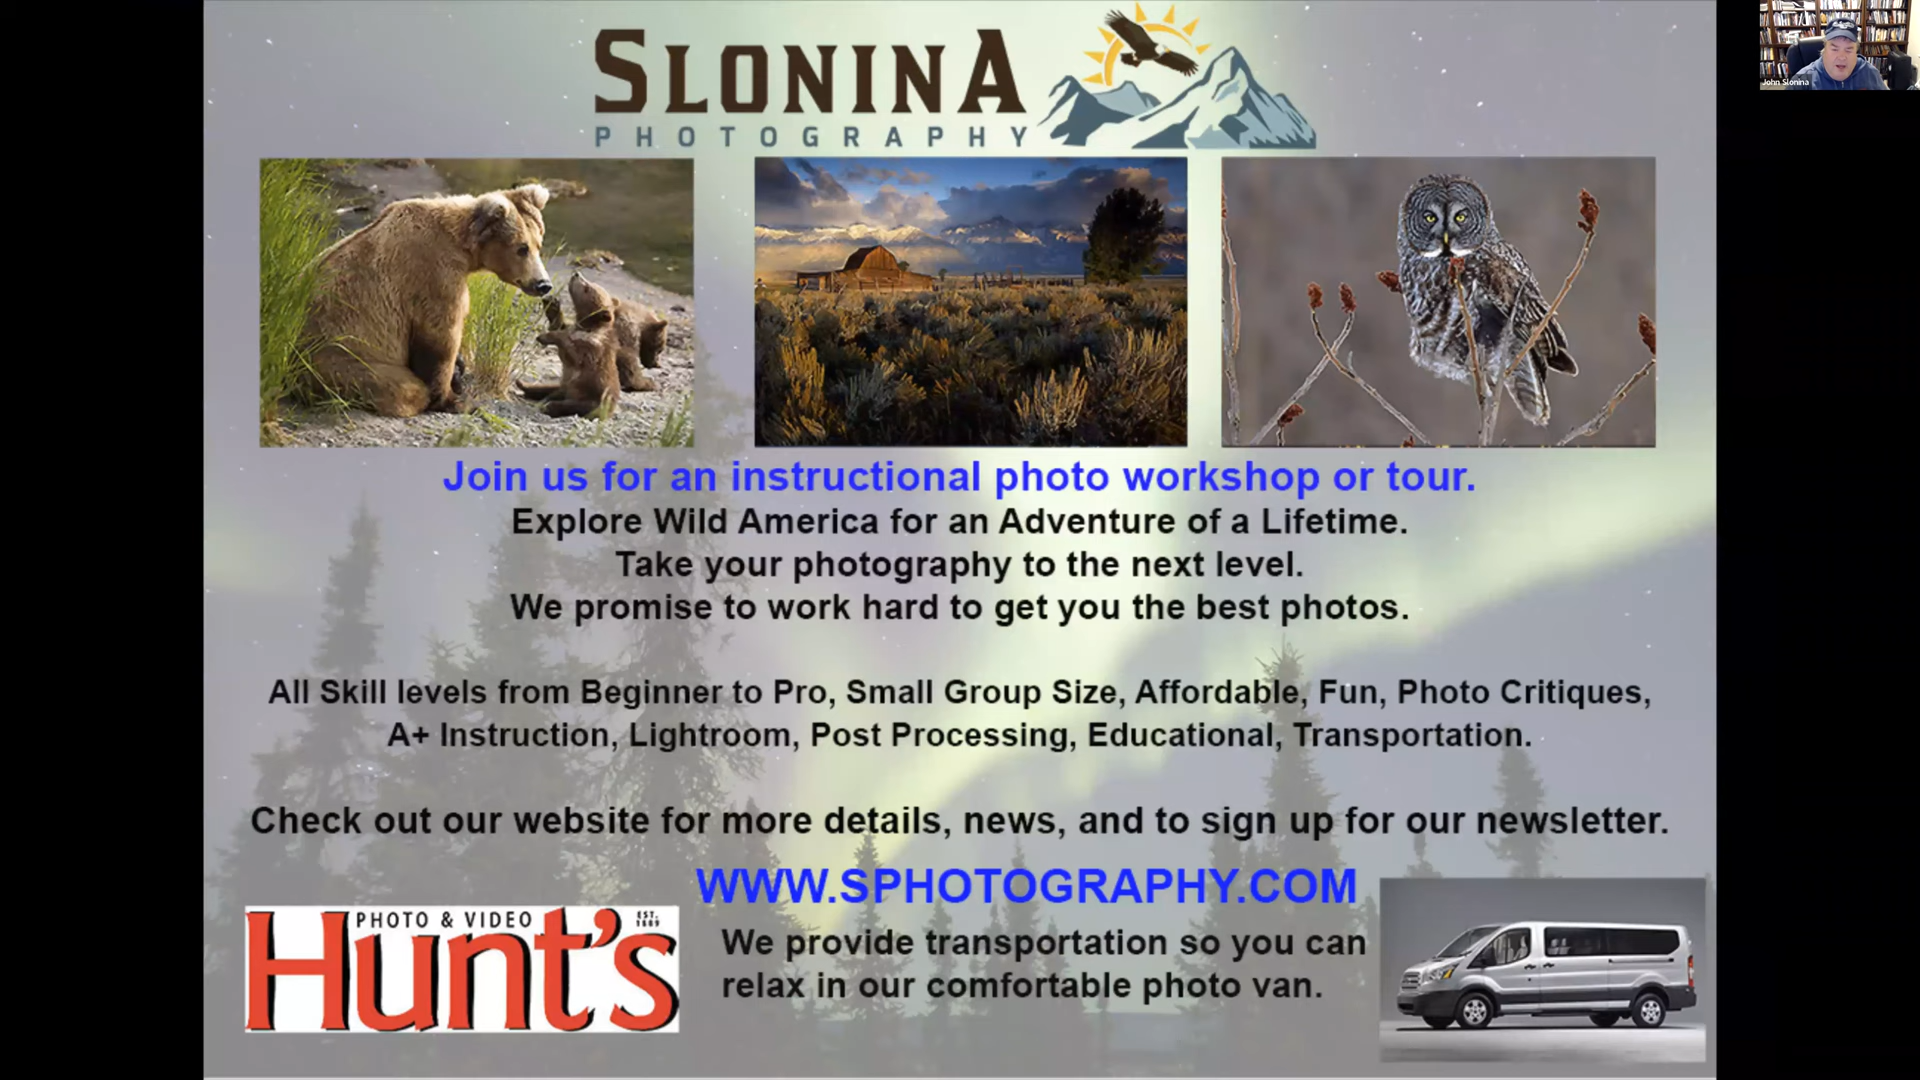 SLONINA
PHOTOGRAPHY
John Slonina
Join us for an instructional photo workshop or tour.
Explore Wild America for an Adventure of a Lifetime.
Take your photography to the next level.
We promise to work hard to get you the best photos.
All Skill levels from Beginner to Pro, Small Group Size, Affordable, Fun, Photo Critiques,
A+ Instruction, Lightroom, Post Processing, Educational, Transportation.
Check out our website for more details, news, and to sign up for our newsletter.
WWW.SPHOTOGRAPHY.COM
PHOTO & VIDEO
EST.
1889
Hunt's
We provide transportation so you can
relax in our comfortable photo van.